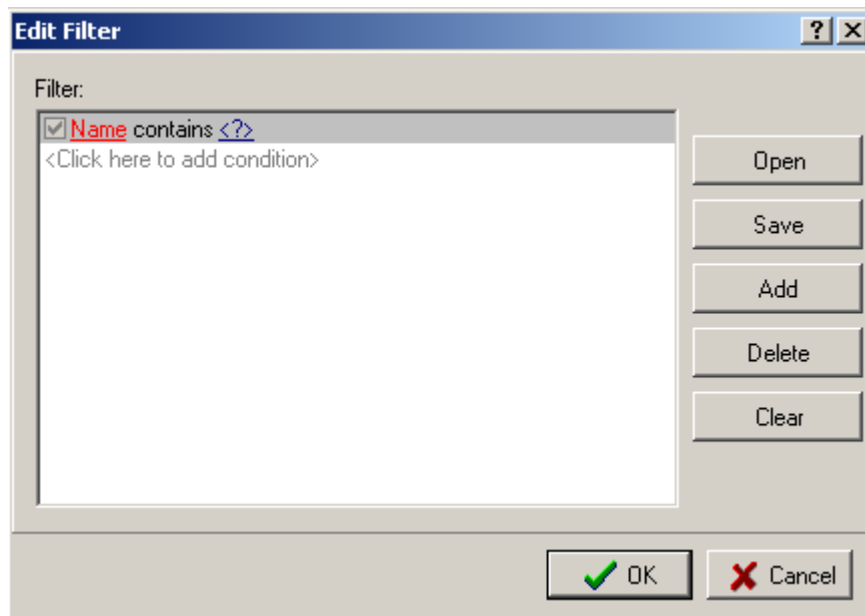 Edit Filter
Filter:
Name contains <?>
<Click here to add condition>
Open
Save
Add
Delete
Clear
OK
Cancel